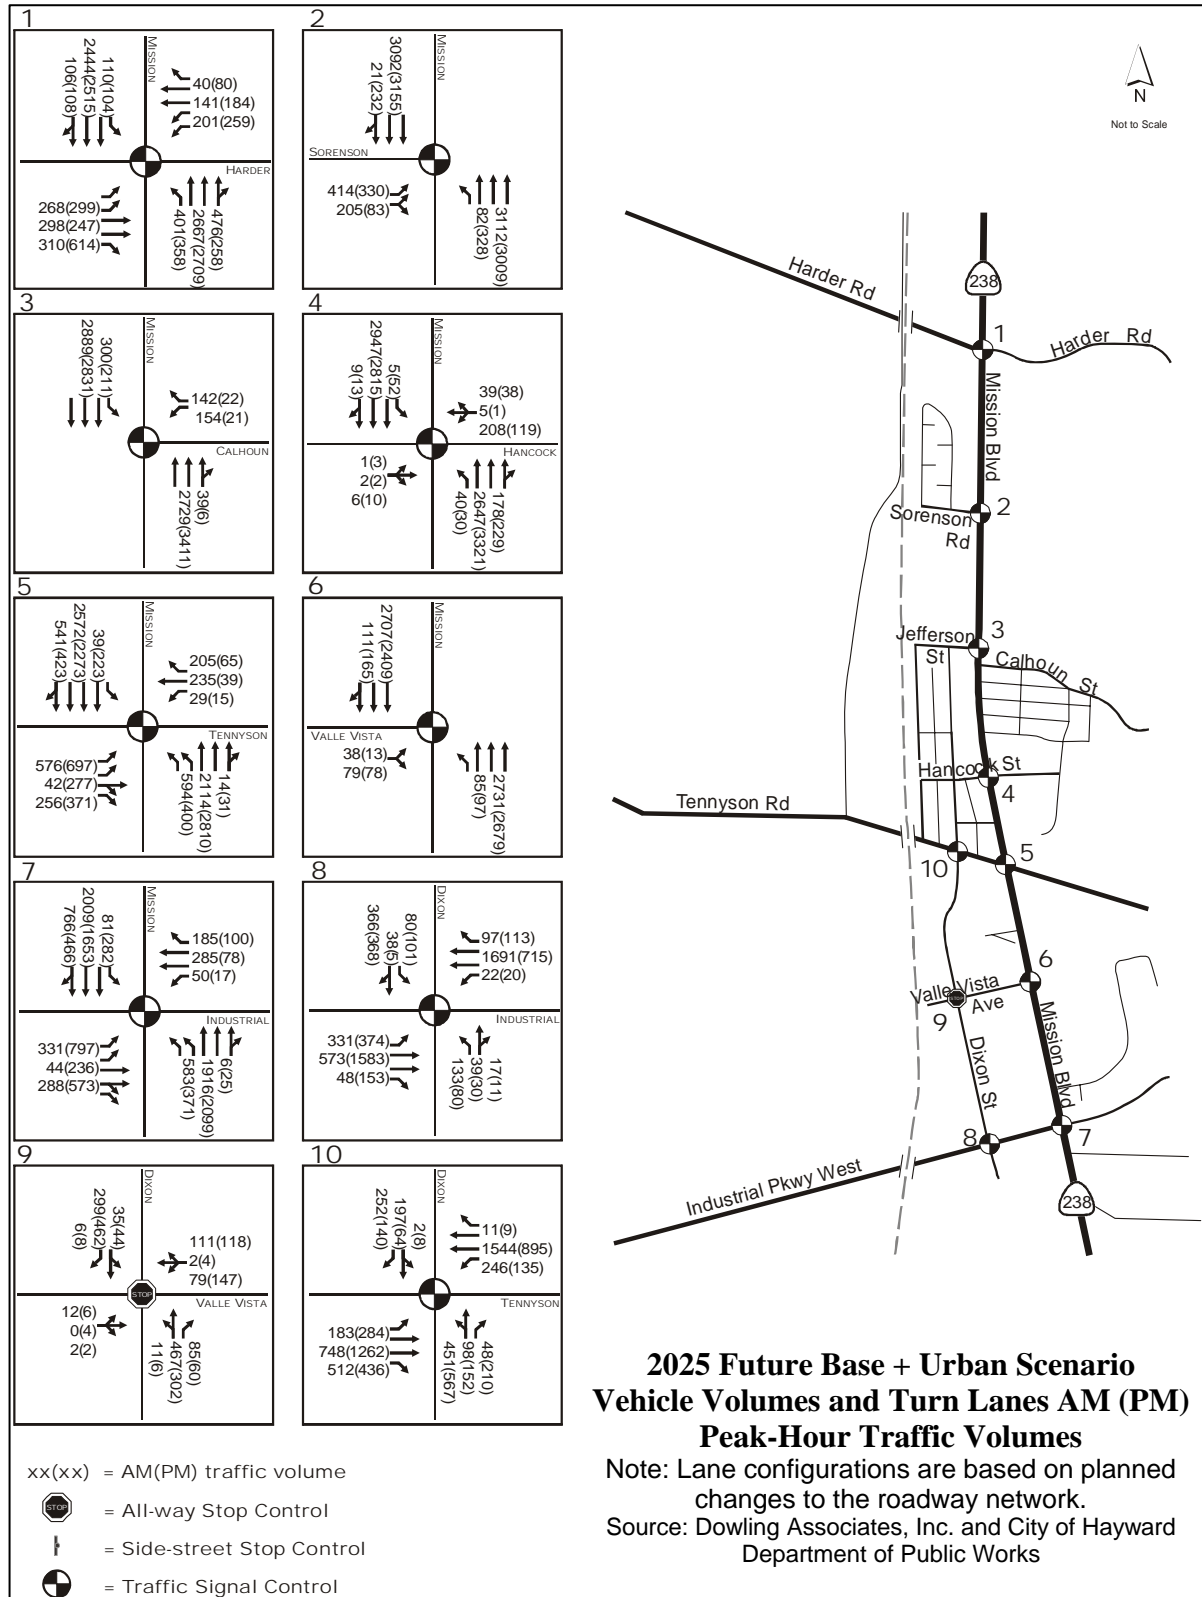 1
MISSION
106(108)
2444(2515)
110(104)
40(80)
141(184)
201(259)
HARDER
268(299)
298(247)
310(614)
401(358)
2667(2709)
476(258)
2
MISSION
21(232)
3092(3155)
SORENSON
414(330)
205(83)
82(328)
3112(3009)
3
MISSION
2889(2831)
300(211)
142(22)
154(21)
CALHOUN
2729(3411)
39(6)
4
MISSION
9(13)
2947(2815)
5(52)
39(38)
5(1)
208(119)
HANCOCK
1(3)
2(2)
6(10)
40(30)
2647(3321)
178(229)
5
MISSION
541(423)
2572(2273)
39(223)
205(65)
235(39)
29(15)
TENNYSON
576(697)
42(277)
256(371)
594(400)
2114(2810)
14(31)
6
MISSION
111(165)
2707(2409)
VALLE VISTA
38(13)
79(78)
85(97)
2731(2679)
7
MISSION
766(466)
2009(1653)
81(282)
185(100)
285(78)
50(17)
INDUSTRIAL
331(797)
44(236)
288(573)
583(371)
1916(2099)
6(25)
8
DIXON
366(368)
38(5)
80(101)
97(113)
1691(715)
22(20)
INDUSTRIAL
331(374)
573(1583)
48(153)
133(80)
39(30)
17(11)
9
DIXON
6(8)
299(462)
35(44)
111(118)
2(4)
79(147)
STOP
VALLE VISTA
12(6)
0(4)
2(2)
11(6)
467(302)
85(60)
10
DIXON
252(140)
197(64)
2(8)
11(9)
1544(895)
246(135)
TENNYSON
183(284)
748(1262)
512(436)
451(567)
98(152)
48(210)
xx(xx) = AM(PM) traffic volume
STOP = All-way Stop Control
= Side-street Stop Control
= Traffic Signal Control
N
Not to Scale
238
Harder Rd
1
Harder Rd
Mission Blvd
Sorenson
Rd
2
Jefferson
St
3
Calhoun St
Hancock St
4
Tennyson Rd
10
5
6
Valle Vista
Ave
STOP
9
Dixon St
Mission Blvd
8
7
Industrial Pkwy West
238
2025 Future Base + Urban Scenario
Vehicle Volumes and Turn Lanes AM (PM)
Peak-Hour Traffic Volumes
Note: Lane configurations are based on planned
changes to the roadway network.
Source: Dowling Associates, Inc. and City of Hayward
Department of Public Works